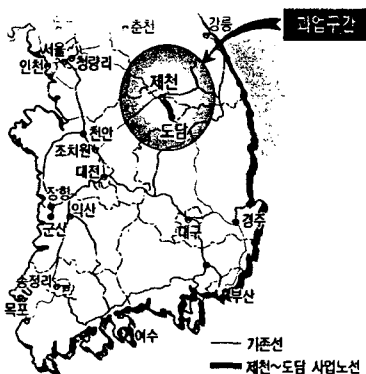 춘천
강릉
과업구간
서울
청량리
인천
제천
도담
천안
조치원
대전
장항
익산
군산
대구
경주
송정리
목포
부산
여수
기존선
제천~도담 사업노선